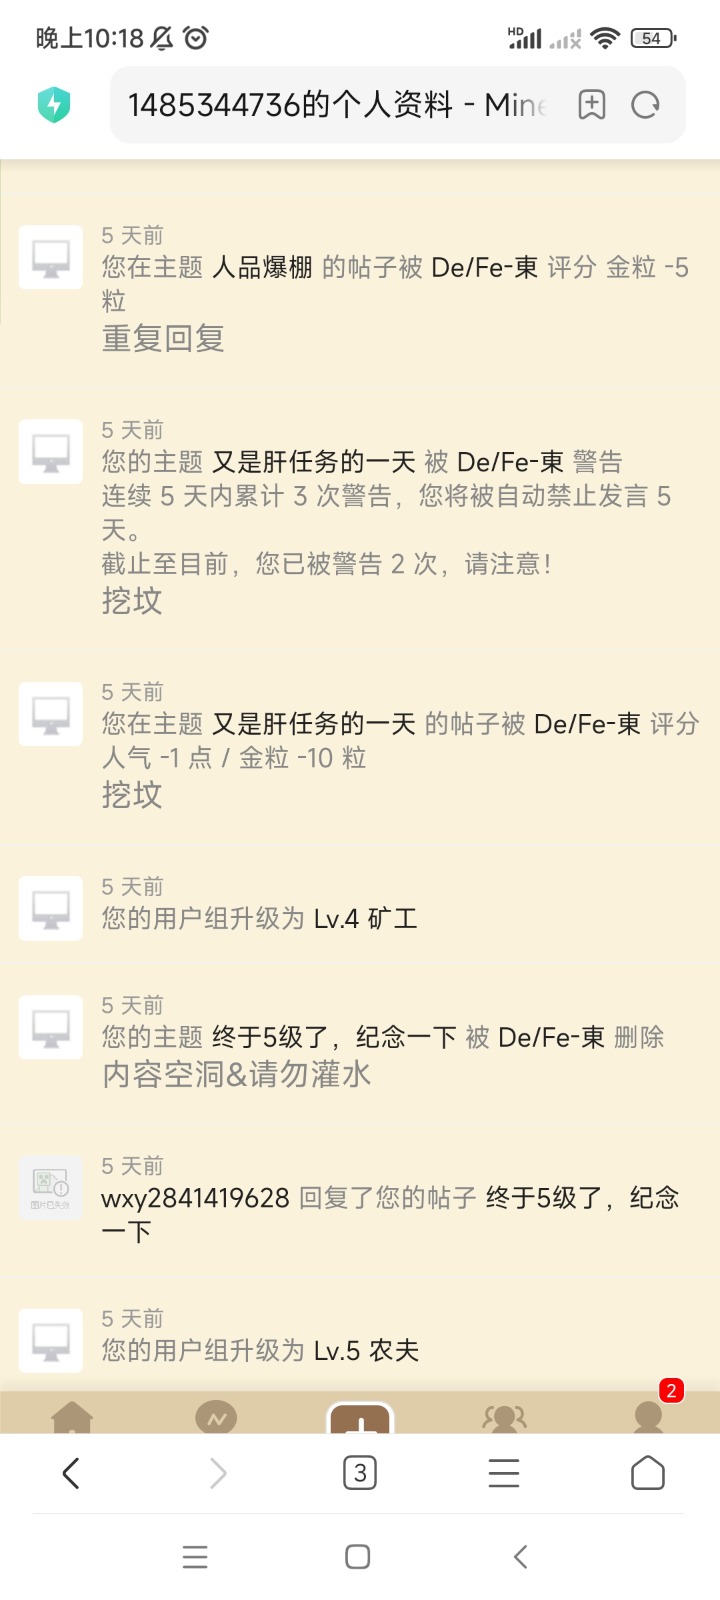 晚上10:18
HD
54
1485344736的个人资料 - Mine
5 天前
您在主题 人品爆棚 的帖子被 De/Fe-東 评分 金粒 -5
粒
重复回复
5 天前
您的主题 又是肝任务的一天 被 De/Fe-東 警告
连续 5 天内累计 3 次警告，您将被自动禁止发言 5
天。
截止至目前，您已被警告 2 次，请注意！
挖坟
5 天前
您在主题 又是肝任务的一天 的帖子被 De/Fe-東 评分
人气 -1 点 / 金粒 -10 粒
挖坟
5 天前
您的用户组升级为 Lv.4 矿工
5 天前
您的主题 终于5级了，纪念一下 被 De/Fe-東 删除
内容空洞&请勿灌水
图片已失效
5 天前
wxy2841419628 回复了您的帖子 终于5级了，纪念
一下
5 天前
您的用户组升级为 Lv.5 农夫
2
3